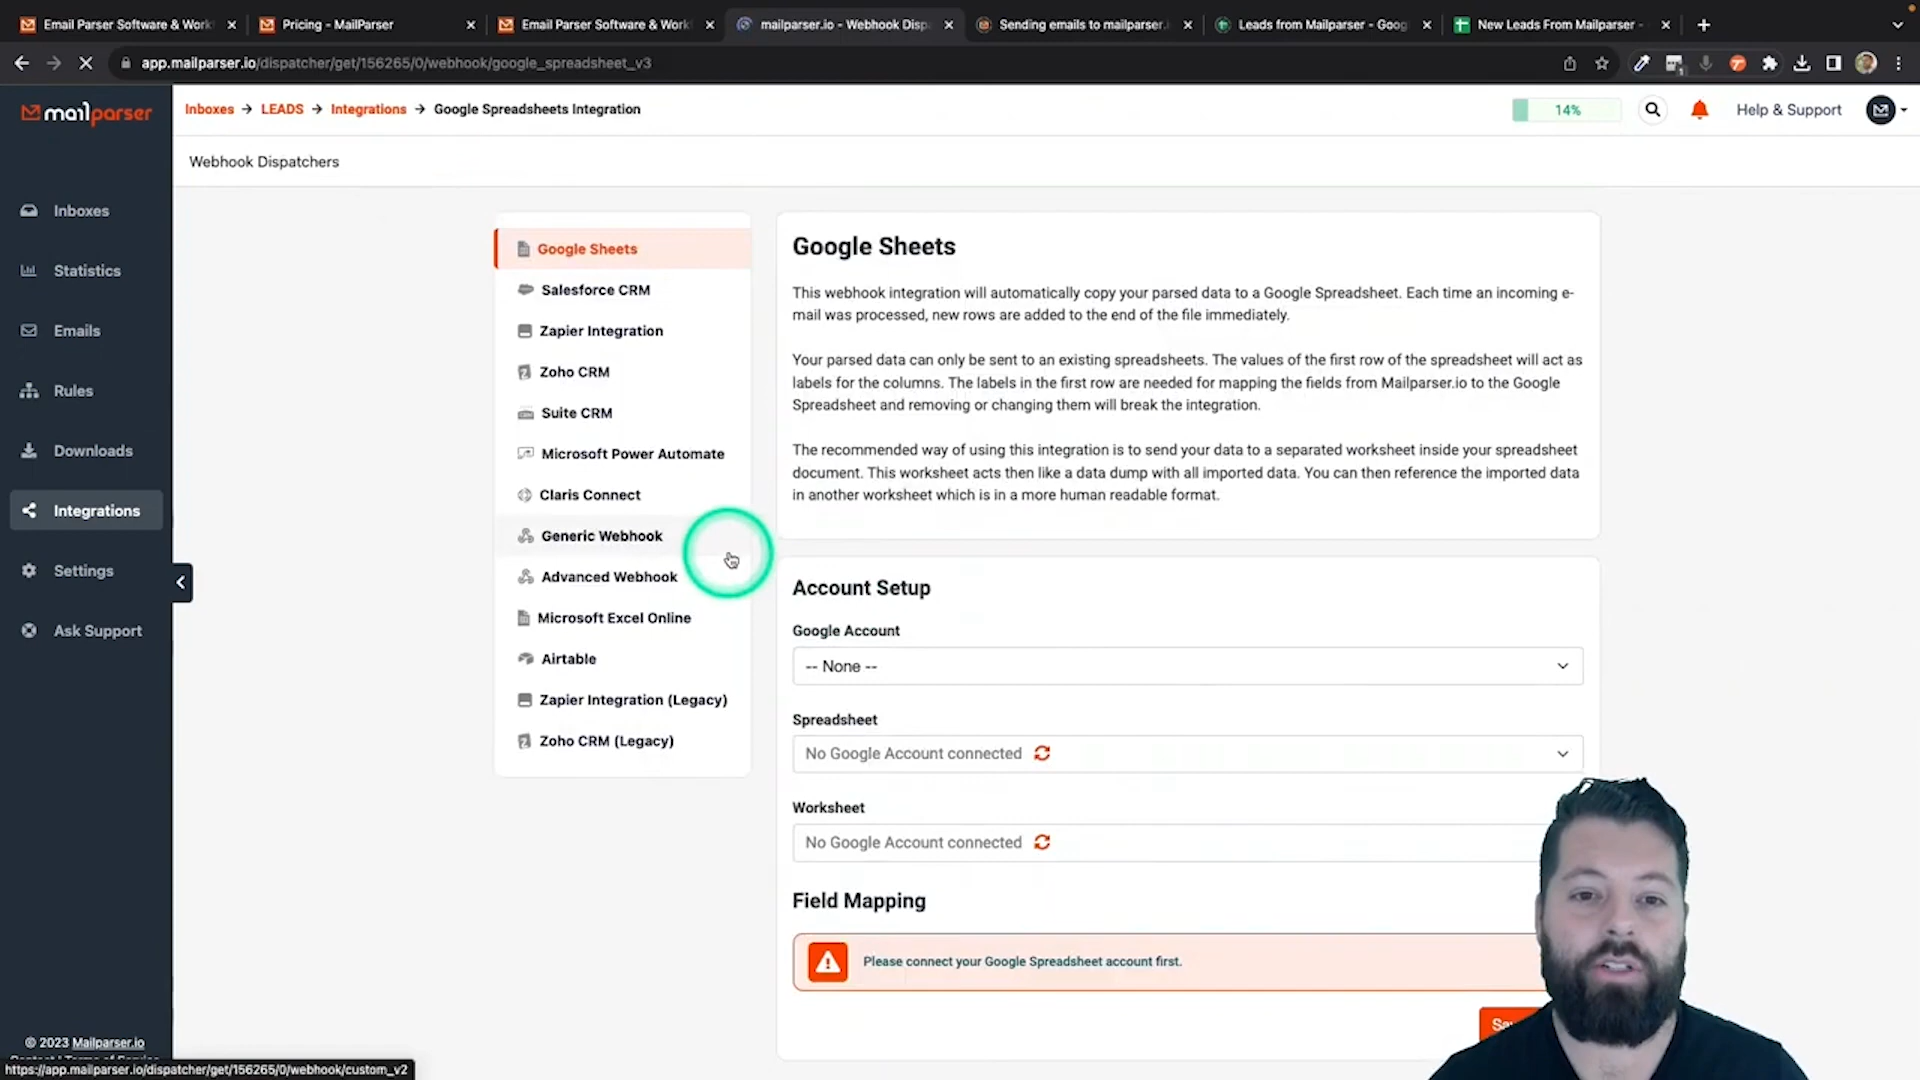 Email Parser Software & Work
Pricing - MailParser
Email Parser Software & Work
mailparser.io - Webhook Disp
Sending emails to mailparser.
Leads from Mailparser - Goog
New Leads From Mailparser -
app.mailparser.io/dispatcher/get/156265/0/webhook/google_spreadsheet_v3
mailparser
Inboxes → LEADS → Integrations → Google Spreadsheets Integration
14%
Help & Support
Webhook Dispatchers
Inboxes
Statistics
Emails
Rules
Downloads
Integrations
Settings
Ask Support
Google Sheets
Salesforce CRM
Zapier Integration
Zoho CRM
Suite CRM
Microsoft Power Automate
Claris Connect
Generic Webhook
Advanced Webhook
Microsoft Excel Online
Airtable
Zapier Integration (Legacy)
Zoho CRM (Legacy)
Google Sheets
This webhook integration will automatically copy your parsed data to a Google Spreadsheet. Each time an incoming e-
mail was processed, new rows are added to the end of the file immediately.
Your parsed data can only be sent to an existing spreadsheets. The values of the first row of the spreadsheet will act as
labels for the columns. The labels in the first row are needed for mapping the fields from Mailparser.io to the Google
Spreadsheet and removing or changing them will break the integration.
The recommended way of using this integration is to send your data to a separated worksheet inside your spreadsheet
document. This worksheet acts then like a data dump with all imported data. You can then reference the imported data
in another worksheet which is in a more human readable format.
Account Setup
Google Account
-- None --
Spreadsheet
No Google Account connected
Worksheet
No Google Account connected
Field Mapping
Please connect your Google Spreadsheet account first.
© 2023 Mailparser.io
https://app.mailparser.io/dispatcher/get/156265/0/webhook/custom_v2